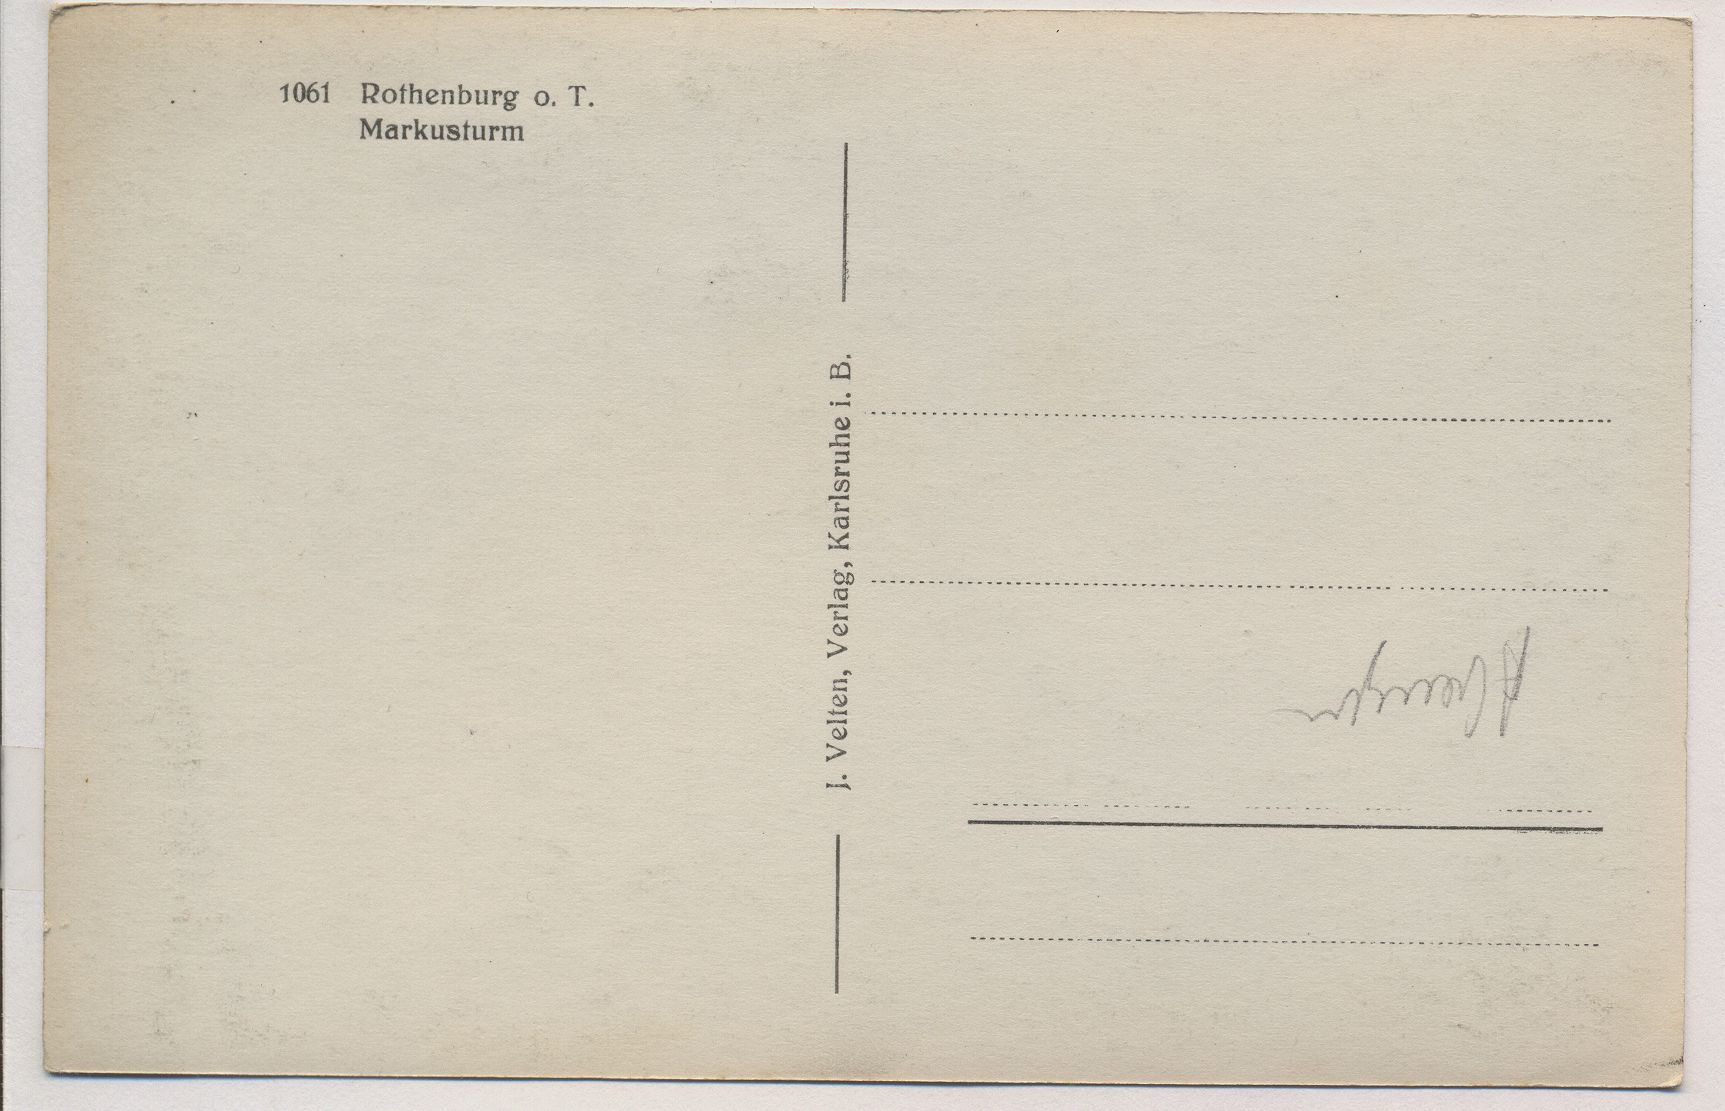 1061 Rothenburg o. T.
Markusturm
J. Velten, Verlag, Karlsruhe i. B.